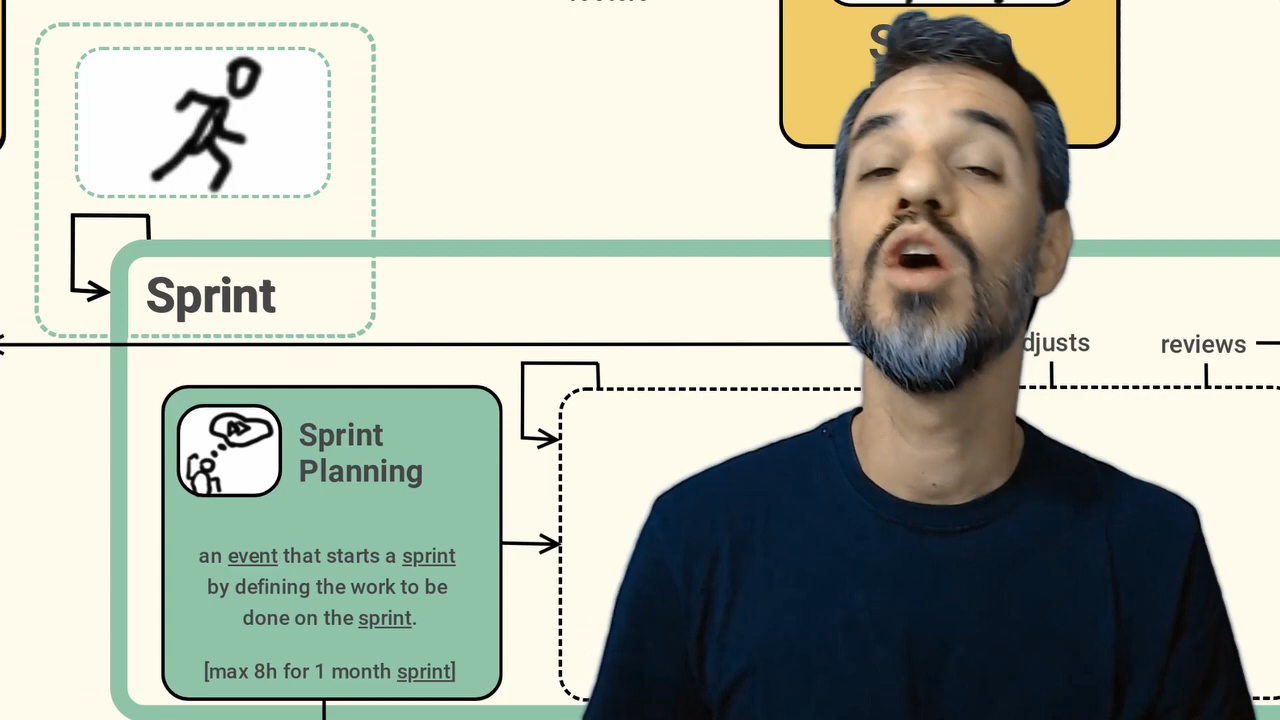 Sprint
djusts
reviews
Sprint
Planning
an event that starts a sprint
by defining the work to be
done on the sprint.
[max 8h for 1 month sprint]